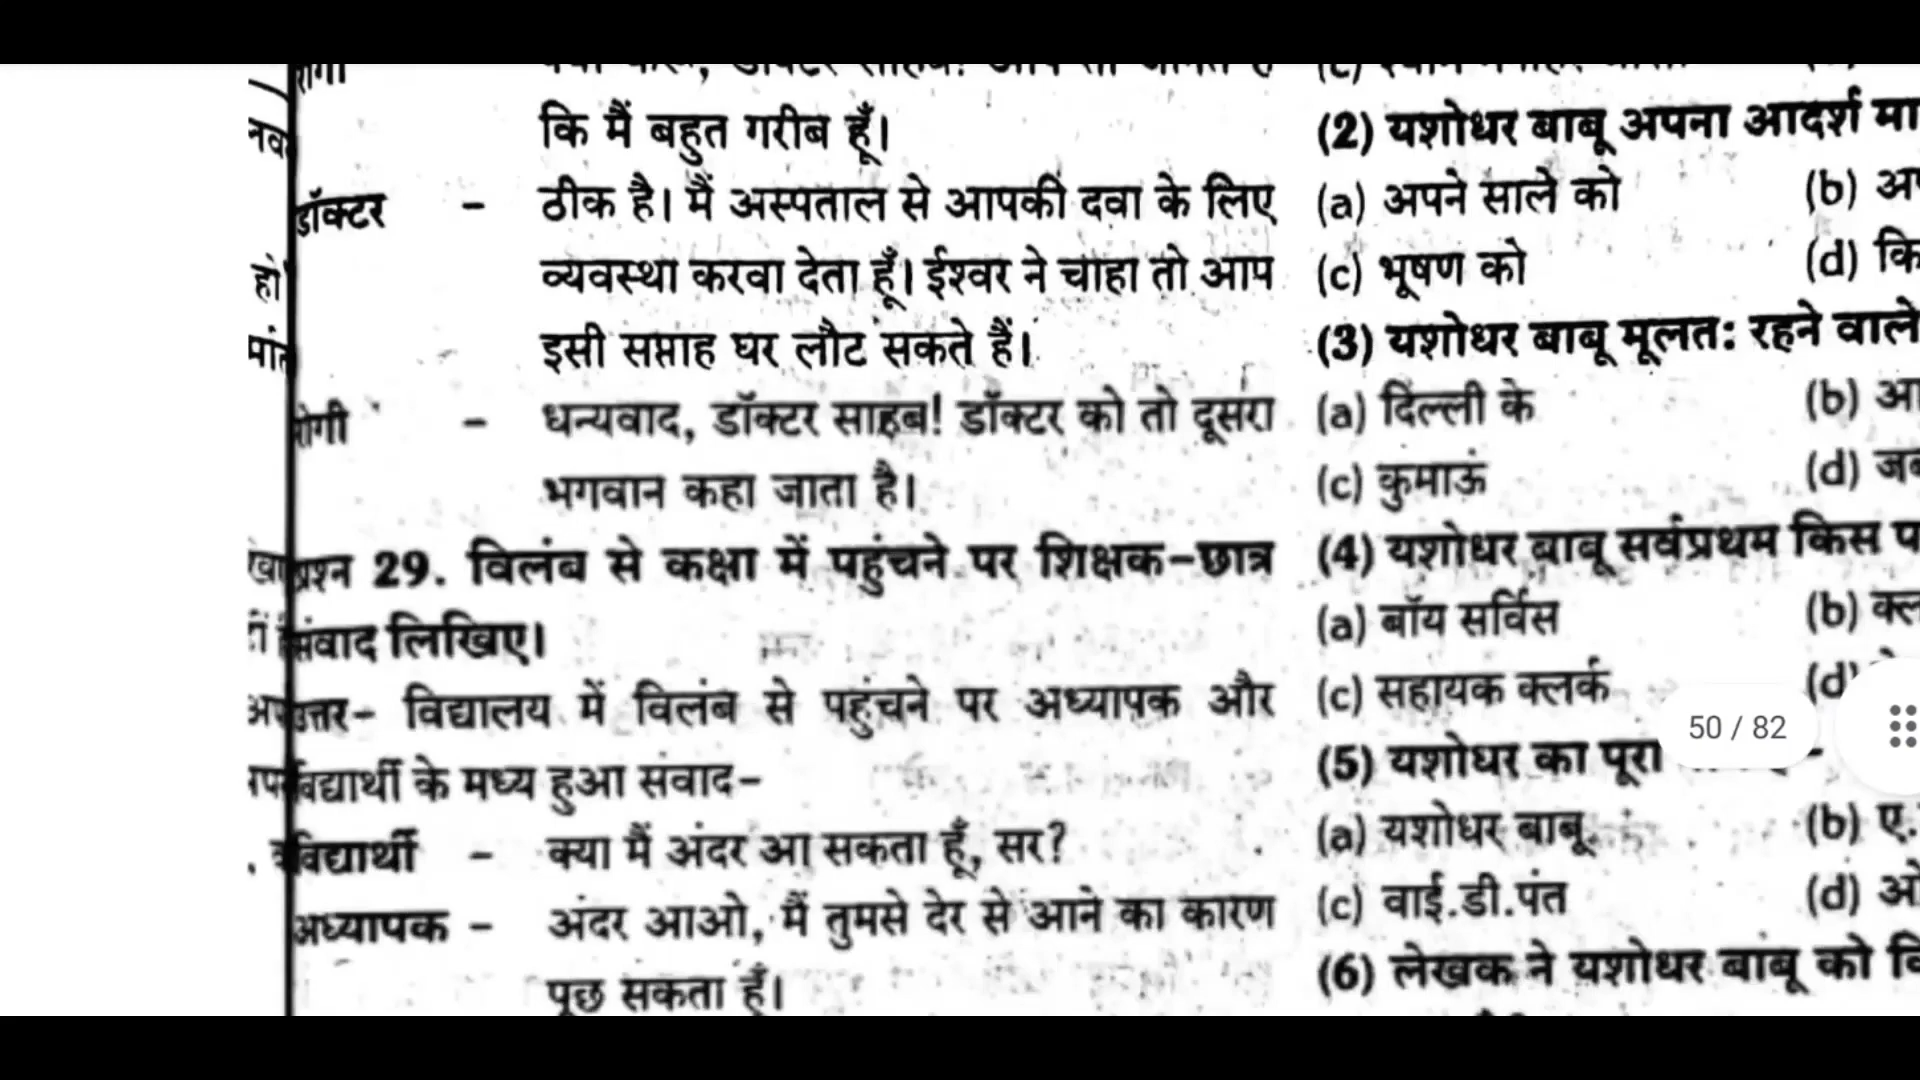 कि मैं बहुत गरीब हूँ।
डॉक्टर - ठीक है। मैं अस्पताल से आपकी दवा के लिए
व्यवस्था करवा देता हूँ। ईश्वर ने चाहा तो आप
इसी सप्ताह घर लौट सकते हैं।
रोगी - धन्यवाद, डॉक्टर साहब! डॉक्टर को तो दूसरा
भगवान कहा जाता है।
प्रश्न 29. विलंब से कक्षा में पहुंचने पर शिक्षक-छात्र
संवाद लिखिए।
उत्तर- विद्यालय में विलंब से पहुंचने पर अध्यापक और
विद्यार्थी के मध्य हुआ संवाद-
विद्यार्थी - क्या मैं अंदर आ सकता हूँ, सर?
अध्यापक - अंदर आओ, मैं तुमसे देर से आने का कारण
पूछ सकता हूँ।
(2) यशोधर बाबू अपना आदर्श
(a) अपने साले को (b)
(c) भूषण को (d)
(3) यशोधर बाबू मूलत: रहने वाले
(a) दिल्ली के (b)
(c) कुमाऊं (d)
(4) यशोधर बाबू सर्वप्रथम किस
(a) बॉय सर्विस (b)
(c) सहायक क्लर्क (d)
(5) यशोधर का पूरा
(a) यशोधर बाबू (b) ए.
(c) वाई.डी.पंत (d)
(6) लेखक ने यशोधर बाबू को
50 / 82